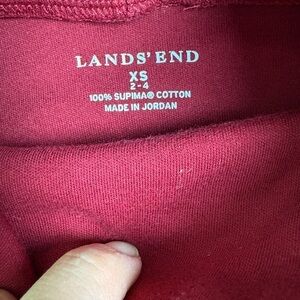 LANDS' END
XS
2-4
100% SUPIMA® COTTON
MADE IN JORDAN